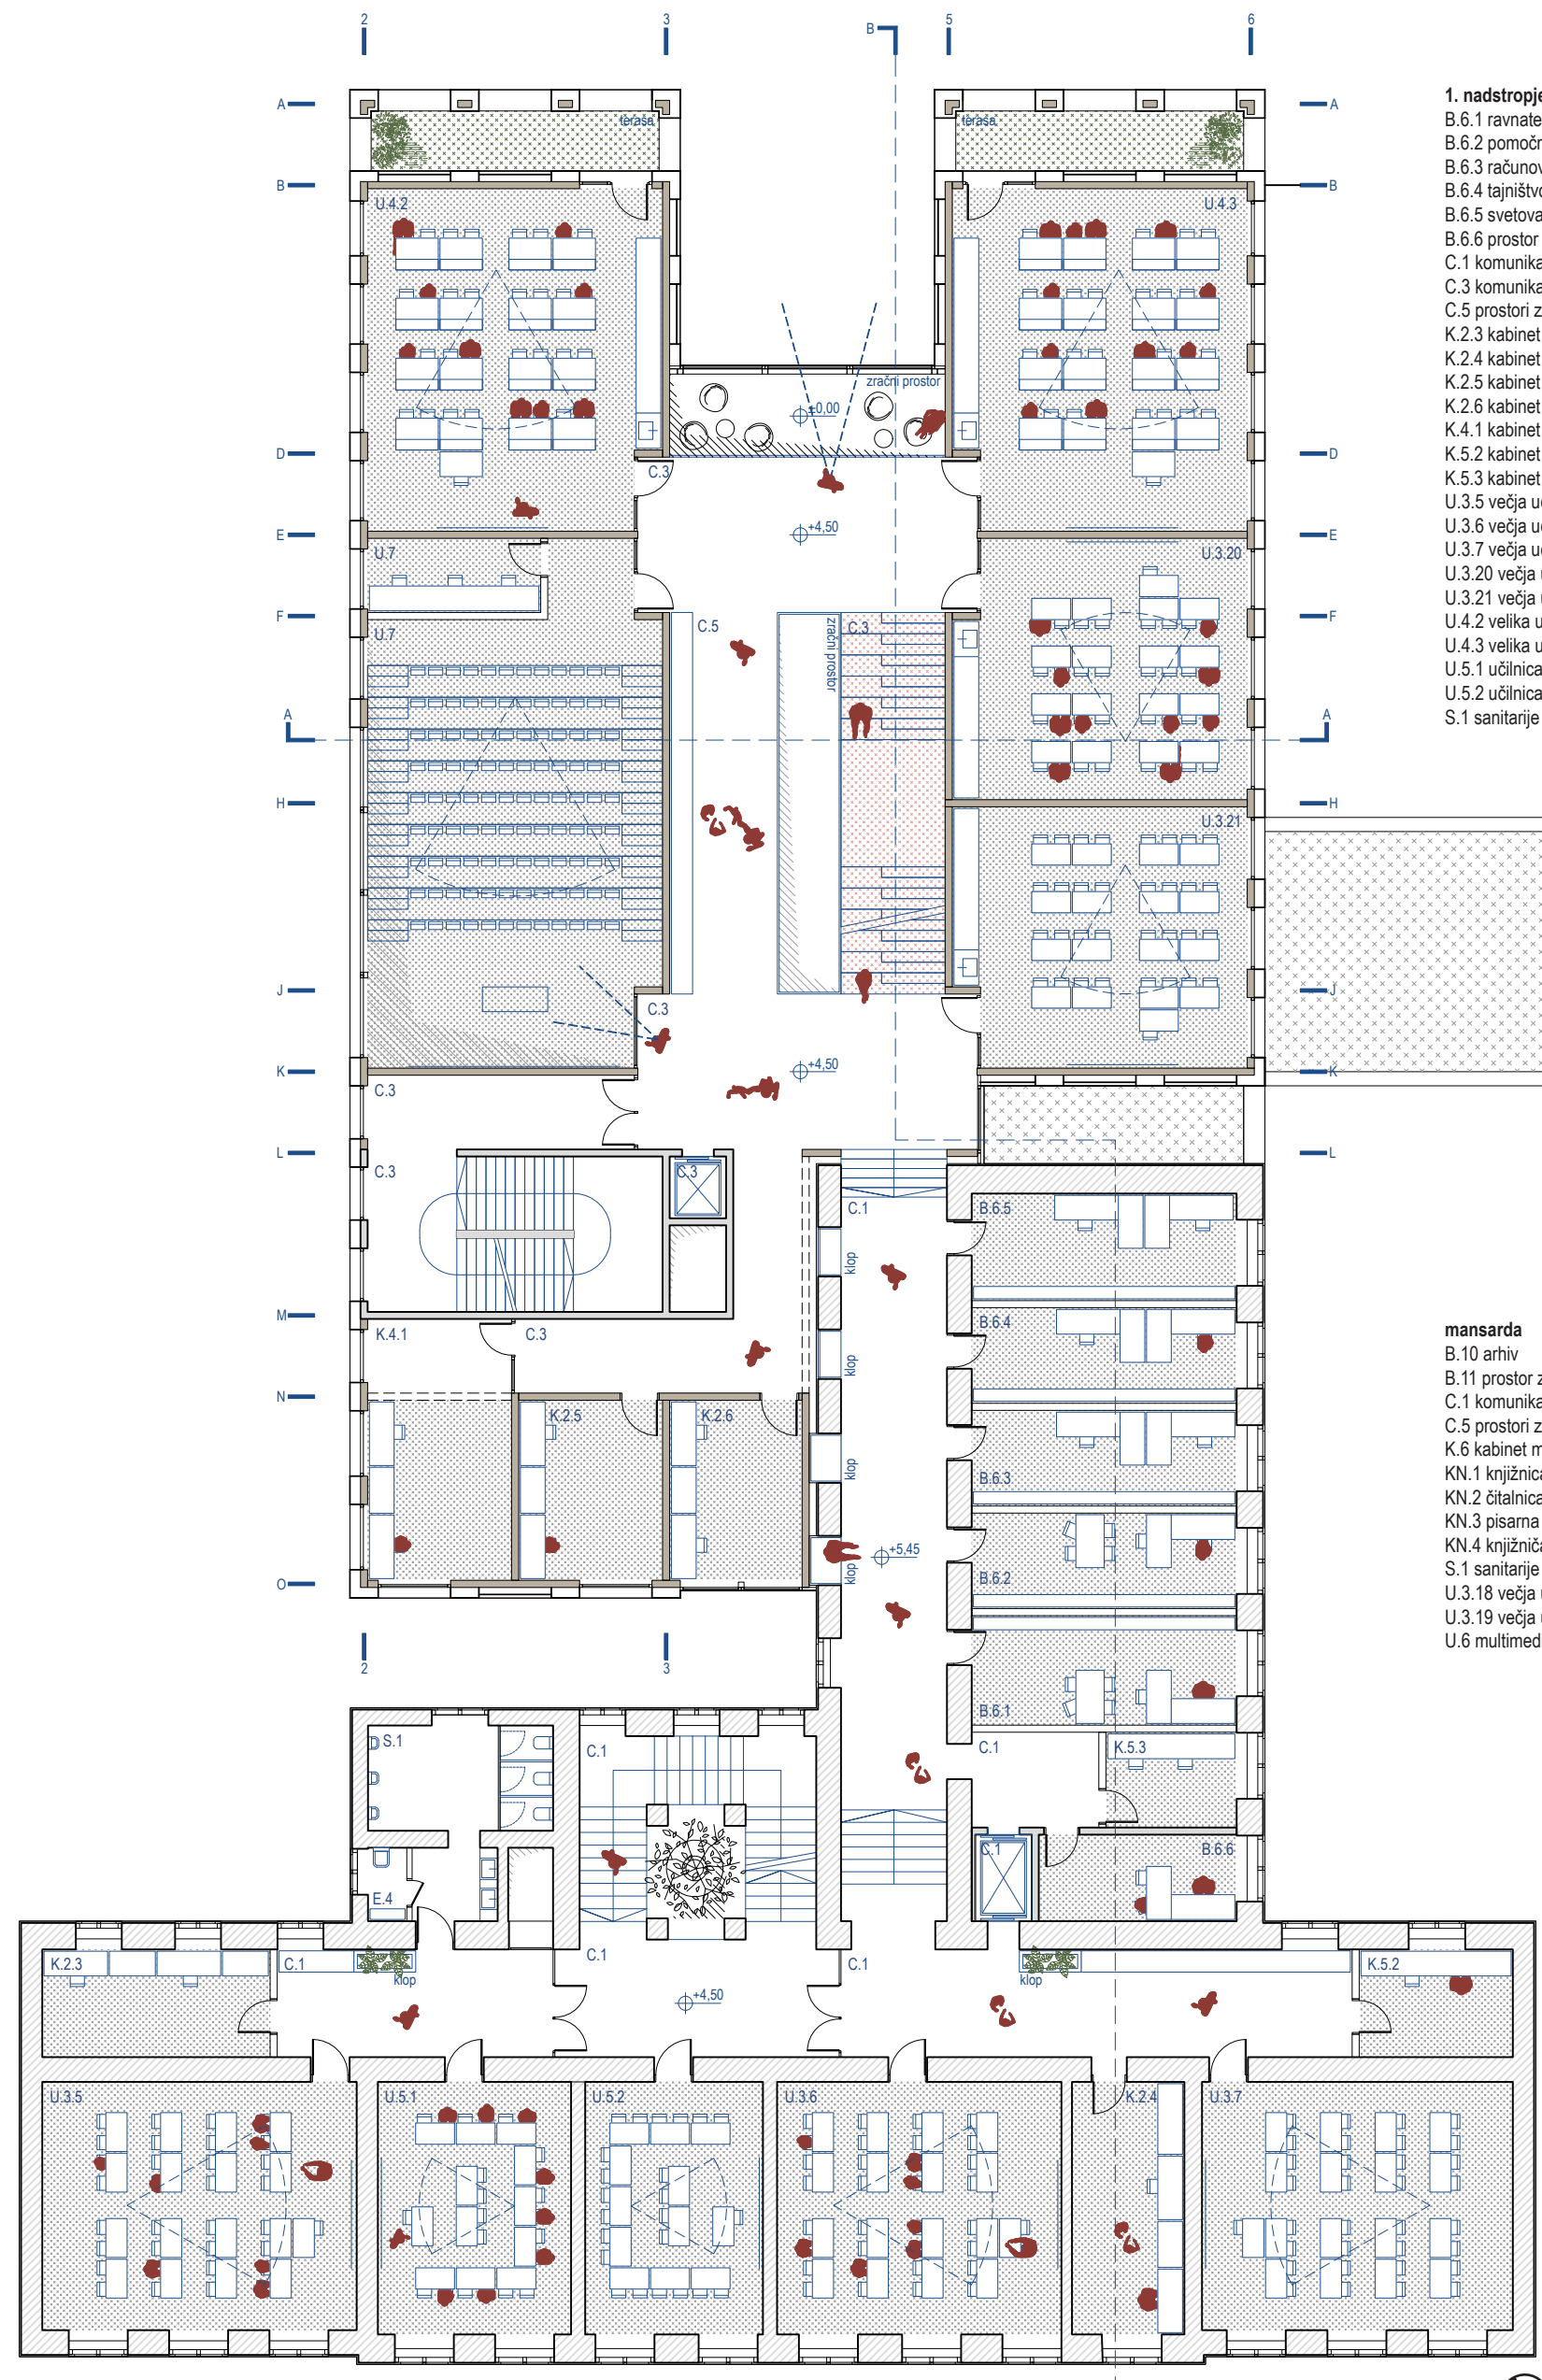 2
3
B
5
6
A
A
1. nadstropje
terasa
terasa
B.6.1
B.6.2
B.6.3
B
B
B.6.4 tajništvo
U.4.2
U.4.3
B.6.5
B.6.6 prostor
C.1
C.3
C.5 prostori
K.2.3 kabinet
K.2.4 kabinet
zračni prostor
K.2.5 kabinet
±0,00
K.2.6 kabinet
K.4.1 kabinet
D
D
K.5.2 kabinet
C.3
K.5.3 kabinet
U.3.5 večja
+4,50
E
E
U.3.6 večja
U.7
U.3.20
U.3.7 večja
U.3.20 večja
U.3.21 večja
F
F
U.7
C.5
zračni prostor
C.3
U.4.2 velika
U.4.3 velika
U.5.1 učilnica
U.5.2 učilnica
A
A
S.1 sanitarije
H
H
U.3.21
J
J
C.3
K
+4,50
K
C.3
L
L
C.3
C.3
C.1
B.6.5
klop
M
K.4.1
C.3
B.6.4
mansarda
B.10 arhiv
klop
B.11 prostor
N
C.1
K.2.5
K.2.6
C.5 prostori
K.6 kabinet
klop
B.6.3
KN.1 knjižnica
KN.2 čitalnica
KN.3 pisarna
+5,45
KN.4
klop
B.6.2
O
S.1 sanitarije
U.3.18 večja
U.3.19 večja
U.6
2
3
B.6.1
S.1
C.1
C.1
K.5.3
C.1
B.6.6
E.4
K.2.3
C.1
klop
C.1
C.1
klop
K.5.2
+4,50
U.3.5
U.5.1
U.5.2
U.3.6
K.2.4
U.3.7